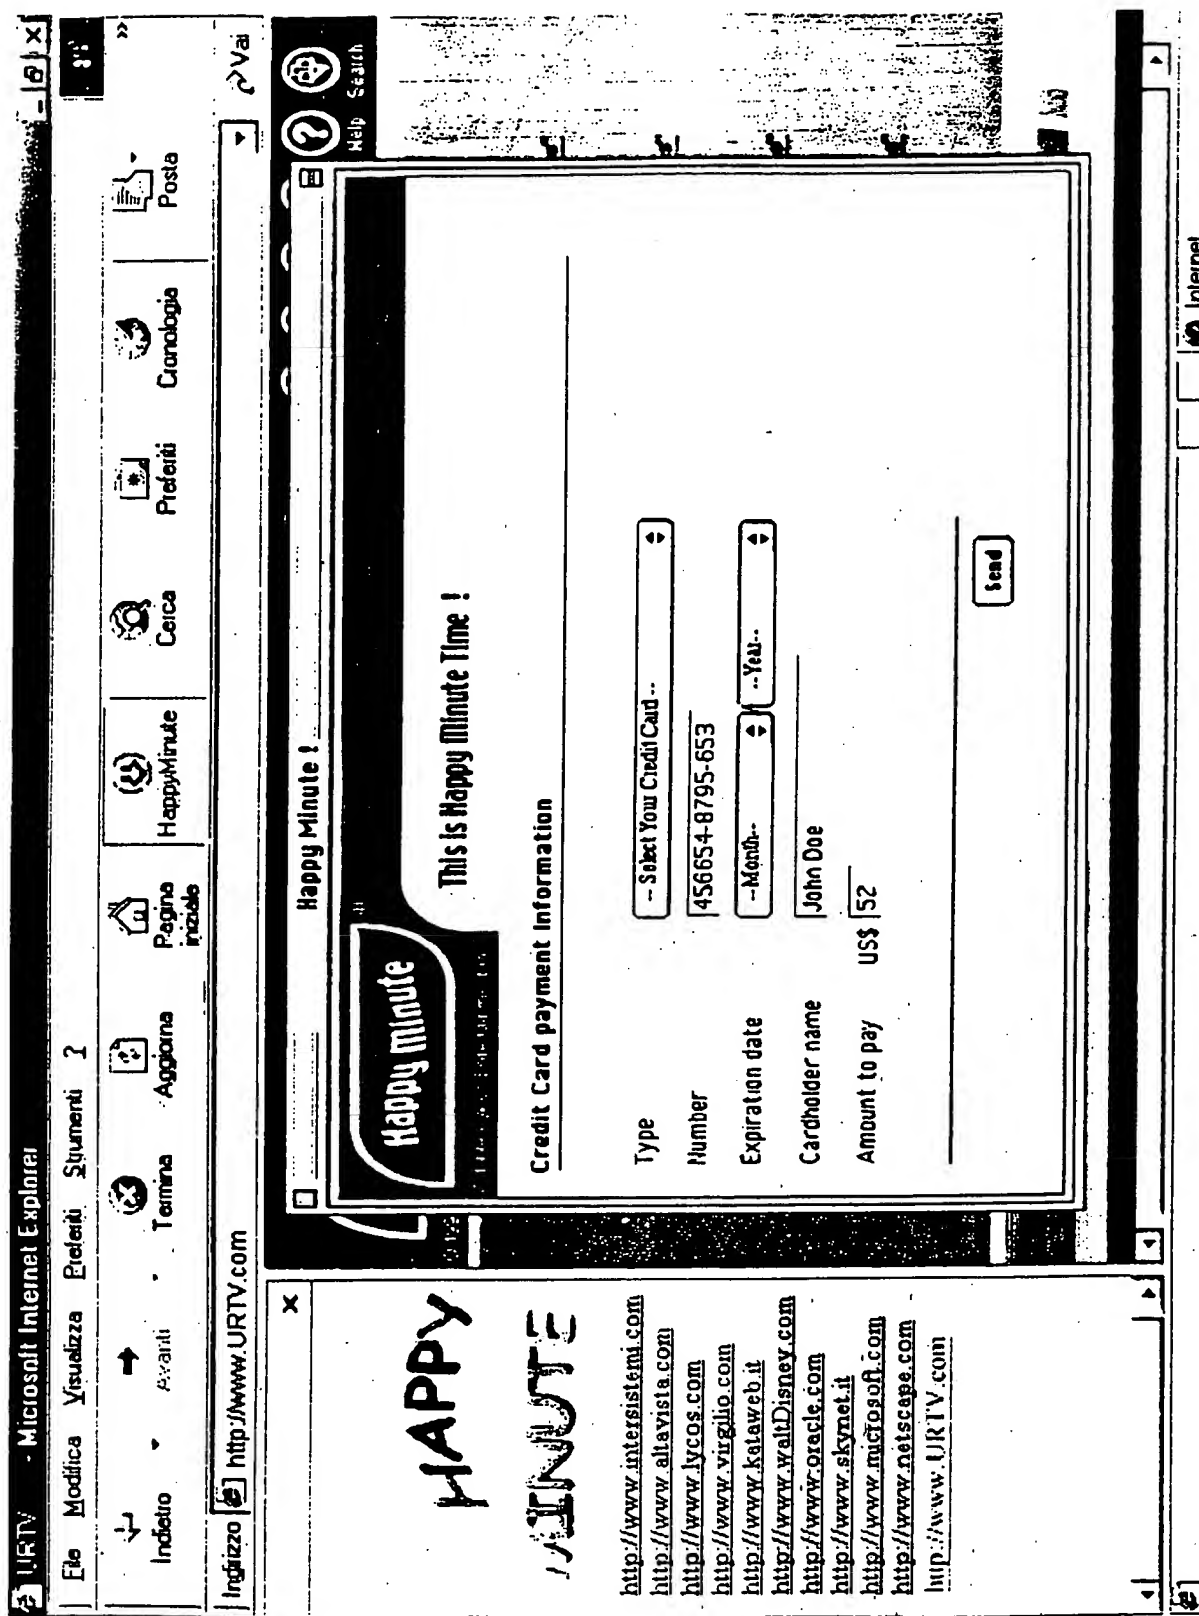 URTV - Microsoft Internet Explorer
File Modifica Visualizza Preferiti Strumenti ?
Indietro Avanti Termina Aggiorna Pagina iniziale HappyMinute Cerca Preferiti Cronologia Posta »
Ingirizzo http://www.URTV.com Vai
HAPPY
MINUTE
http://www.intersistemi.com
http://www.altavista.com
http://www.lycos.com
http://www.virgilio.com
http://www.kataweb.it
http://www.waltDisney.com
http://www.oracle.com
http://www.skynet.it
http://www.microsoft.com
http://www.netscape.com
http://www.URTV.com
Help Search
Happy Minute !
Happy minute
This is Happy Minute Time !
Credit Card payment Information
Type -- Select Your Credit Card --
Number 456654-8795-653
Expiration date --Month-- / --Year--
Cardholder name John Doe
Amount to pay US$ 52
Send
Internet